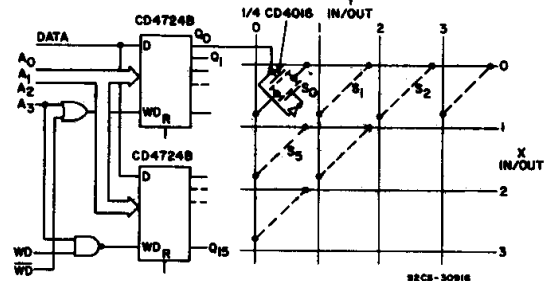 1/4 CD4016
Y
IN/OUT
CD4724B
Q0
0
1
2
3
DATA
D
Q1
A0
A1
A2
A3
WD
R
S0
S1
S2
0
1
CD4724B
D
S5
X
IN/OUT
2
WD
WD
Q15
WD
R
3
92CS-30916